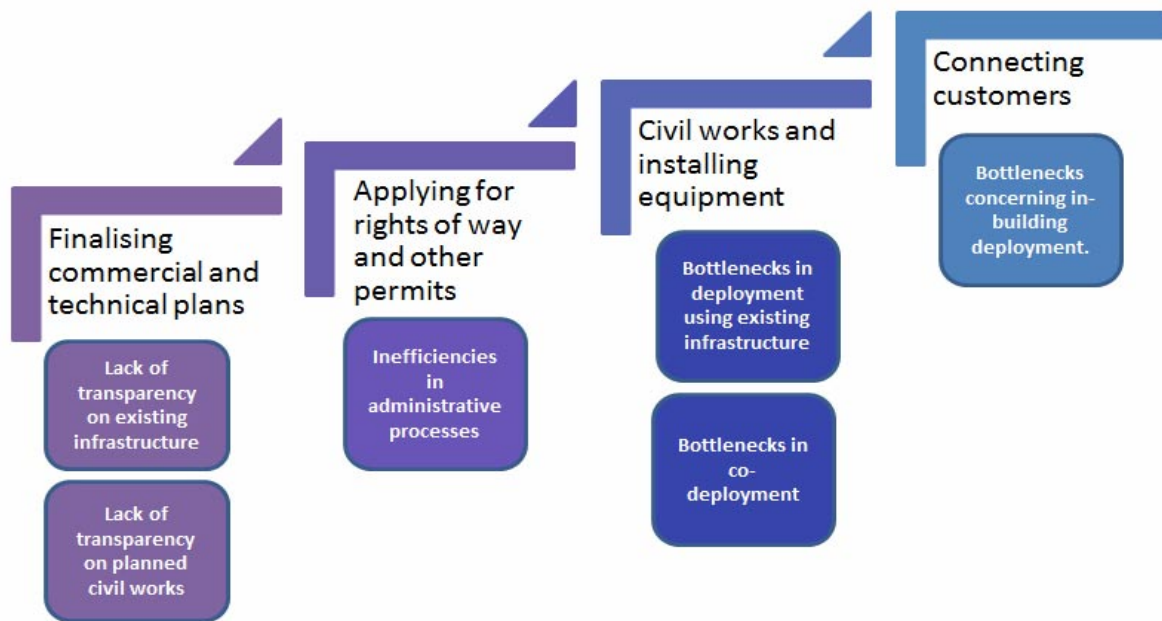 Finalising
commercial and
technical plans
Lack of
transparency
on existing
infrastructure
Lack of
transparency
on planned
civil works
Applying for
rights of way
and other
permits
Inefficiencies
in
administrative
processes
Civil works and
installing
equipment
Bottlenecks in
deployment
using existing
infrastructure
Bottlenecks in
co-
deployment
Connecting
customers
Bottlenecks
concerning in-
building
deployment.